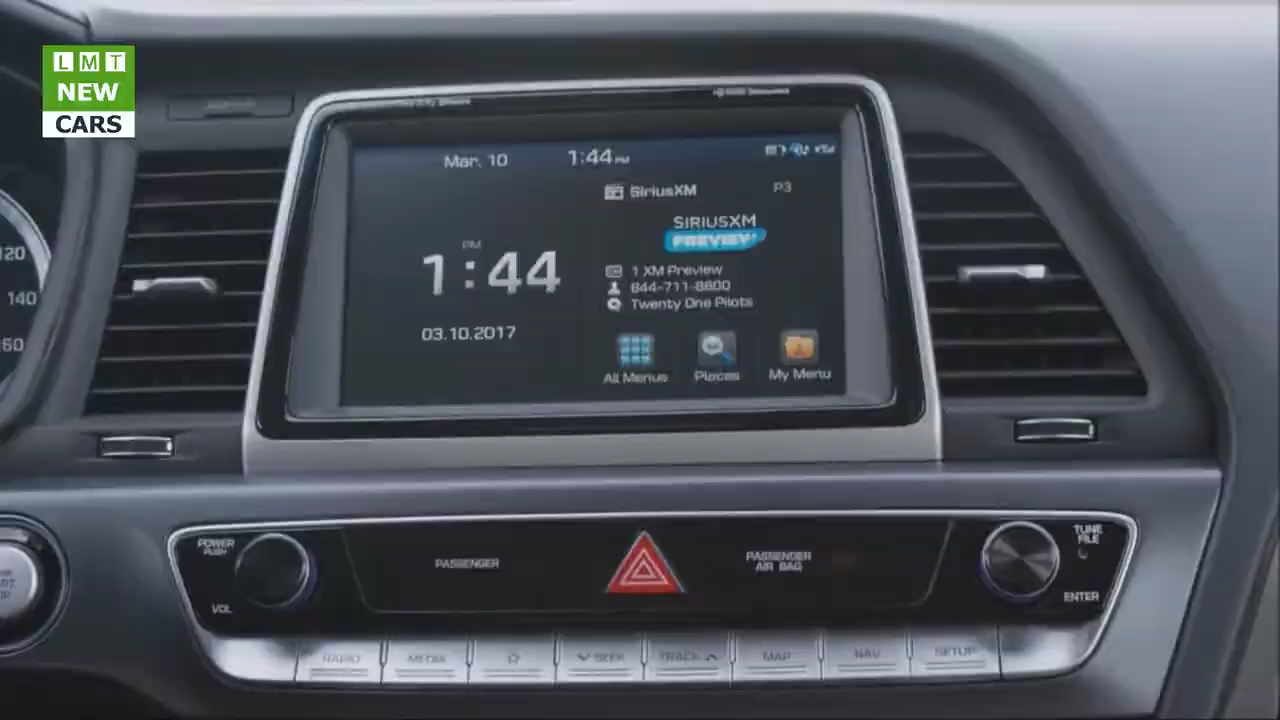 LMT
NEW
CARS
Mar. 10
1:44 PM
SiriusXM
P3
SIRIUSXM
PREVIEW
PM
1:44
1 XM Preview
844-711-8800
Twenty One Pilots
03.10.2017
All Menus
Places
My Menu
120
140
160
POWER
PUSH
VOL
PASSENGER
PASSENGER
AIR BAG
TUNE
FILE
ENTER
RADIO
MEDIA
SEEK
TRACK
MAP
NAV
SETUP